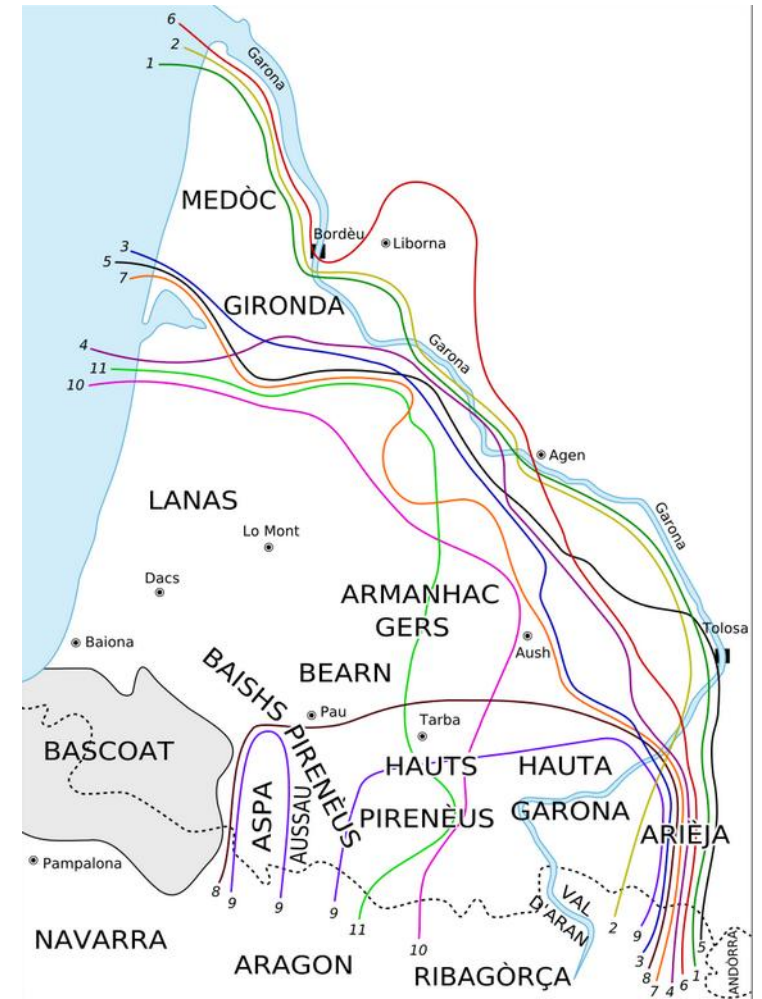 6
2
1
Garona
MEDÒC
Bordèu
Liborna
3
5
7
GIRONDA
4
11
10
Garona
Agen
LANAS
Lo Mont
Garona
Dacs
ARMANHAC
GERS
Baiona
Aush
Tolosa
BEARN
BAISHS PIRENÈUS
Pau
Tarba
BASCOAT
HAUTS
PIRENÈUS
HAUTA
GARONA
ASPA
AUSSAU
ARIÈJA
Pampalona
8
9
9
9
11
10
VAL
D'ARAN
2
9
3
8
7
4
6
1
5
NAVARRA
ARAGON
RIBAGÒRÇA
ANDÒRRA